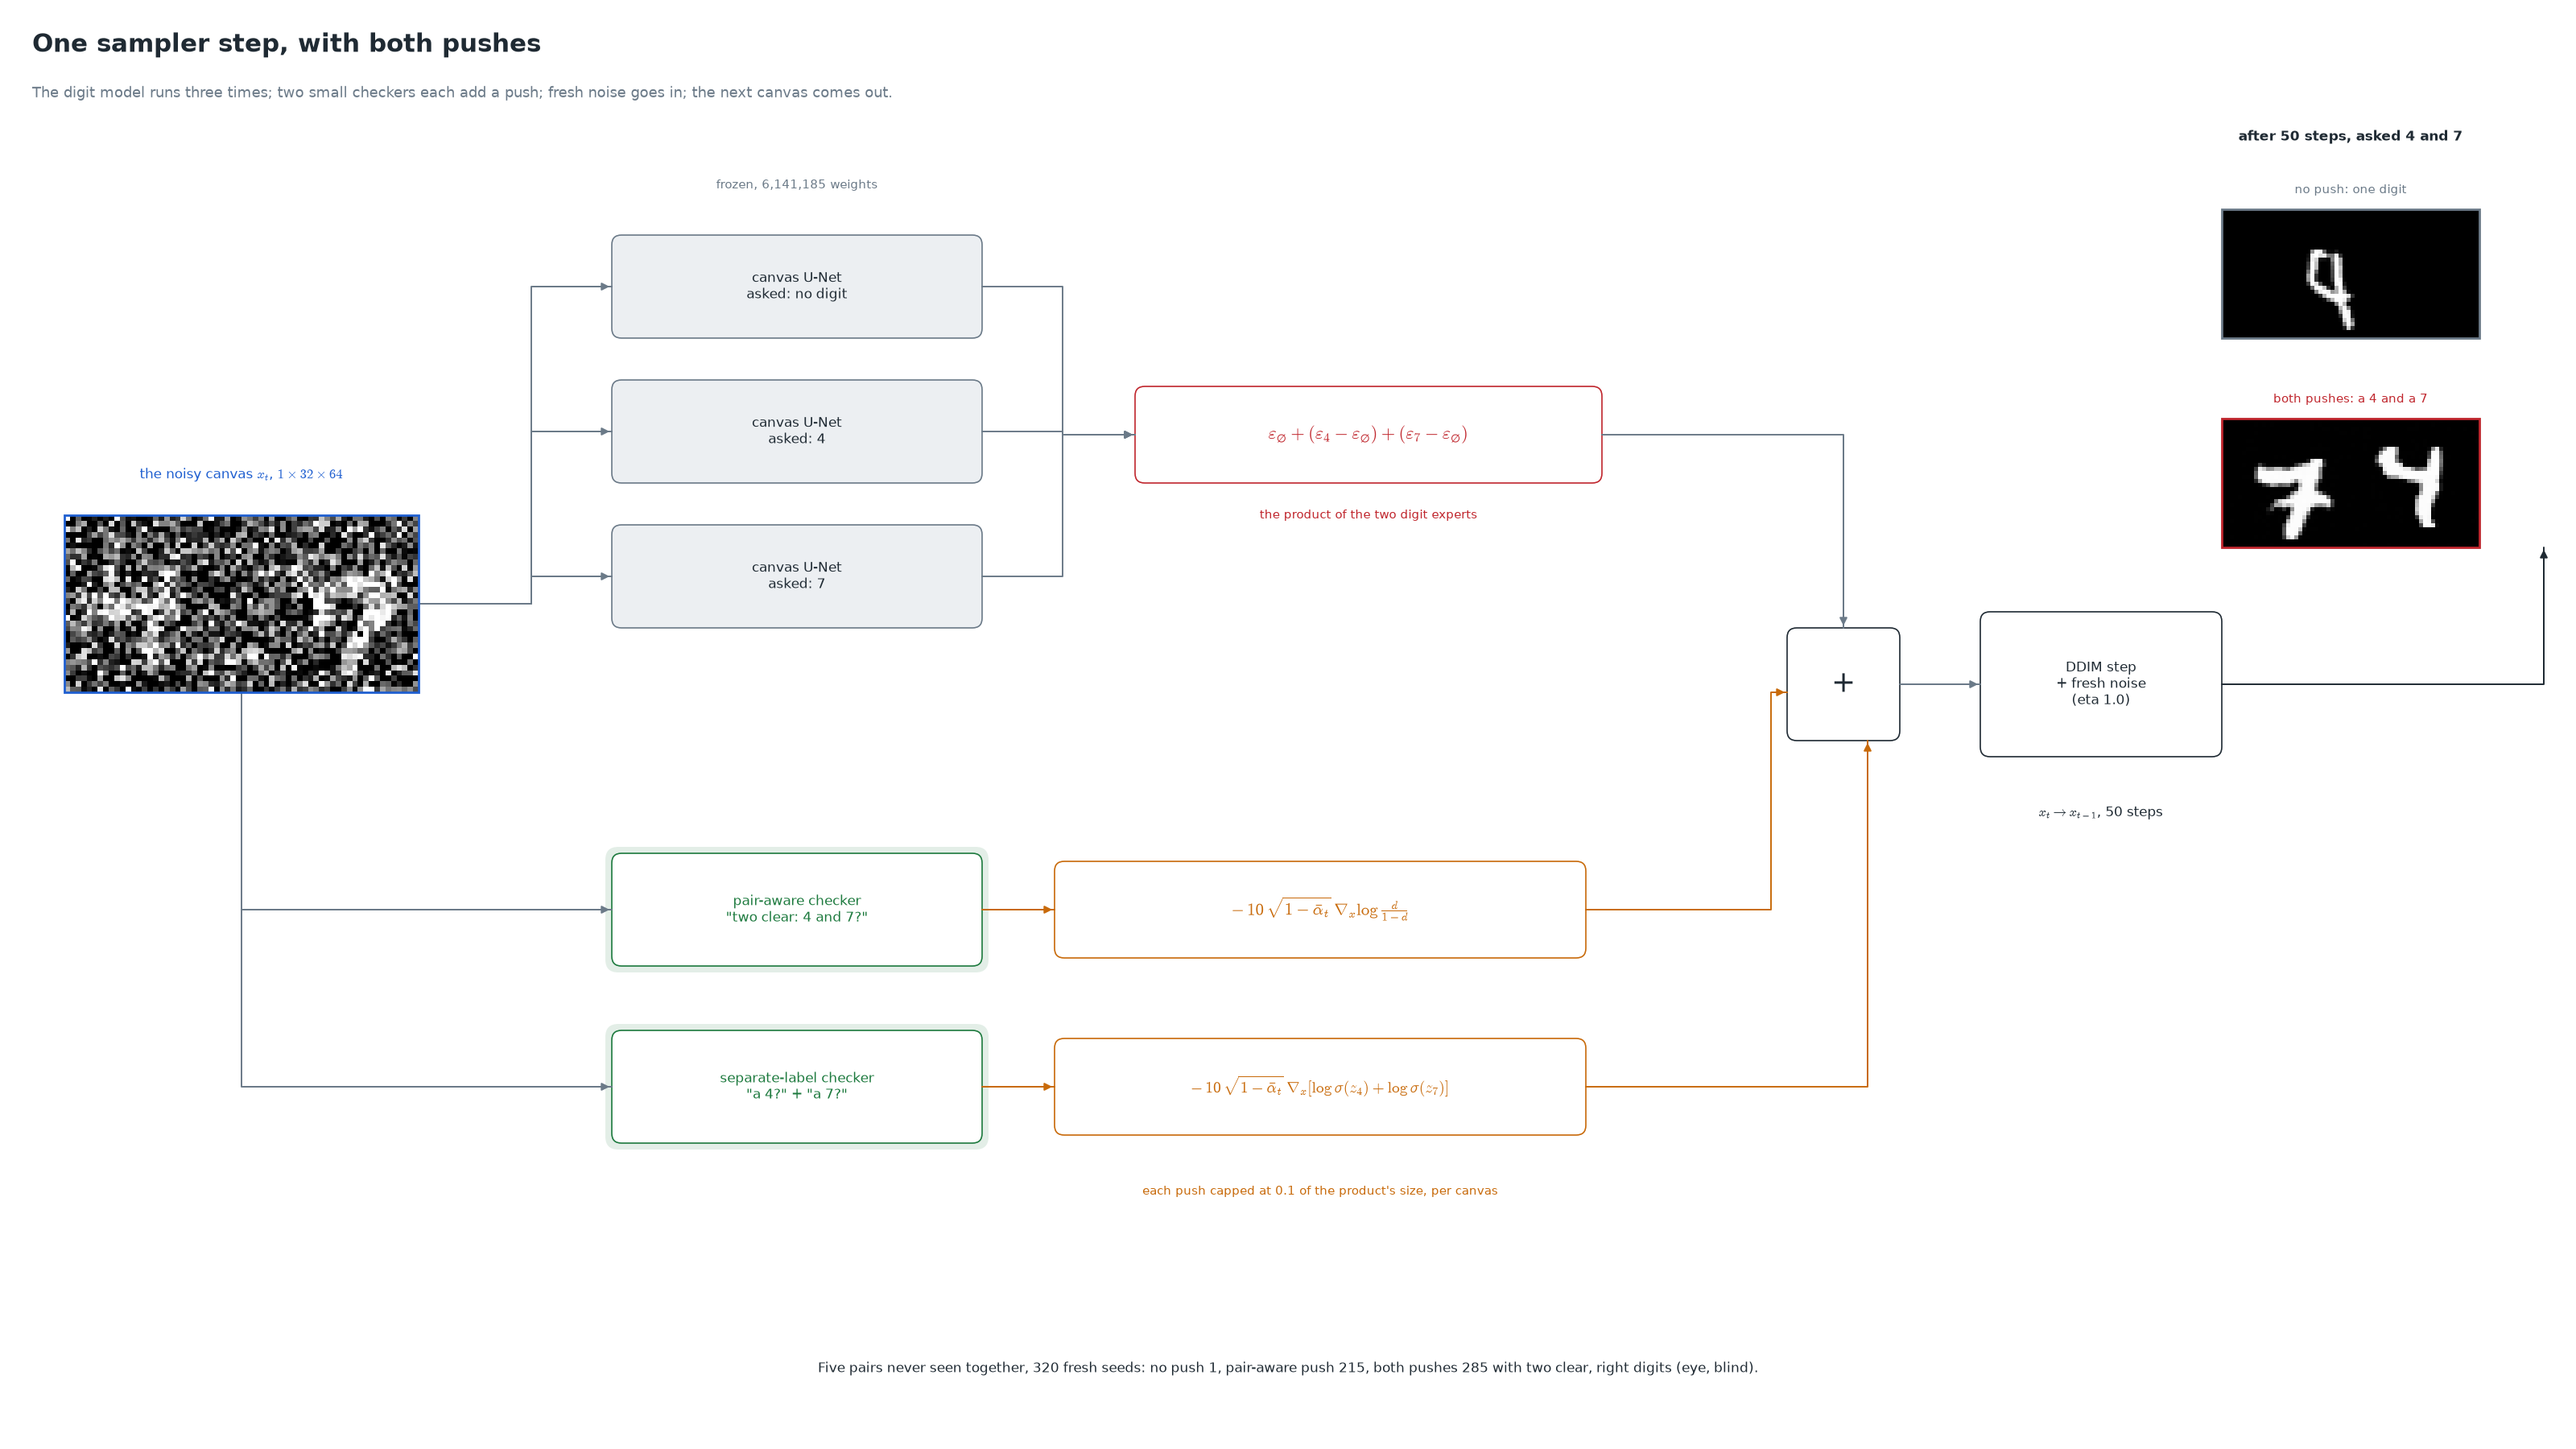 One sampler step, with both pushes
The digit model runs three times; two small checkers each add a push; fresh noise goes in; the next canvas comes out.
after 50 steps, asked 4 and 7
frozen, 6,141,185 weights
no push: one digit
canvas U-Net
asked: no digit
canvas U-Net
asked: 4
canvas U-Net
asked: 7
both pushes: a 4 and a 7
ε∅ + (ε4 − ε∅) + (ε7 − ε∅)
the product of the two digit experts
the noisy canvas xt, 1 × 32 × 64
+
DDIM step
+ fresh noise
(eta 1.0)
xt → xt−1, 50 steps
pair-aware checker
"two clear: 4 and 7?"
− 10 √1 − ᾱt ∇x log d/1−d
separate-label checker
"a 4?" + "a 7?"
− 10 √1 − ᾱt ∇x[log σ(z4) + log σ(z7)]
each push capped at 0.1 of the product's size, per canvas
Five pairs never seen together, 320 fresh seeds: no push 1, pair-aware push 215, both pushes 285 with two clear, right digits (eye, blind).